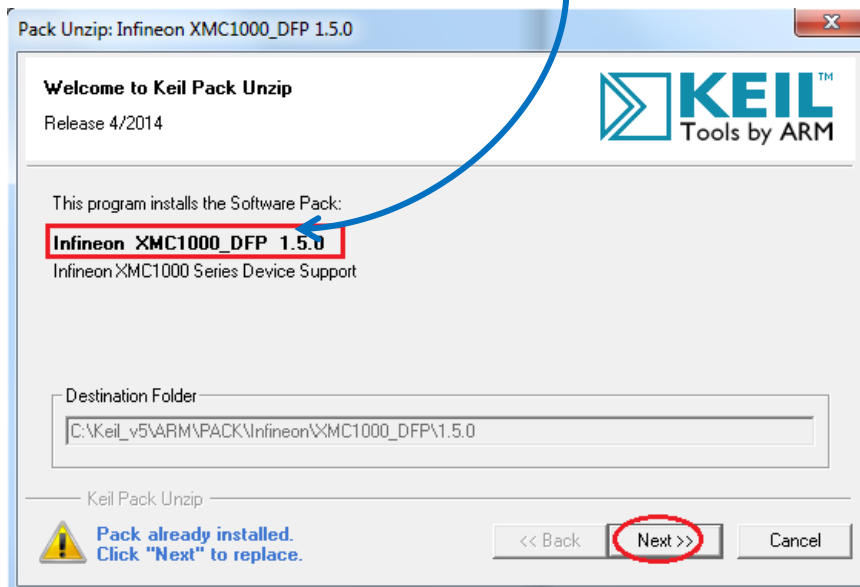 Pack Unzip: Infineon XMC1000_DFP 1.5.0
x
Welcome to Keil Pack Unzip
Release 4/2014
KEIL™
Tools by ARM
This program installs the Software Pack:
Infineon XMC1000_DFP 1.5.0
Infineon XMC1000 Series Device Support
Destination Folder
C:\Keil_v5\ARM\PACK\Infineon\XMC1000_DFP\1.5.0
Keil Pack Unzip
Pack already installed.
Click "Next" to replace.
<< Back
Next >>
Cancel